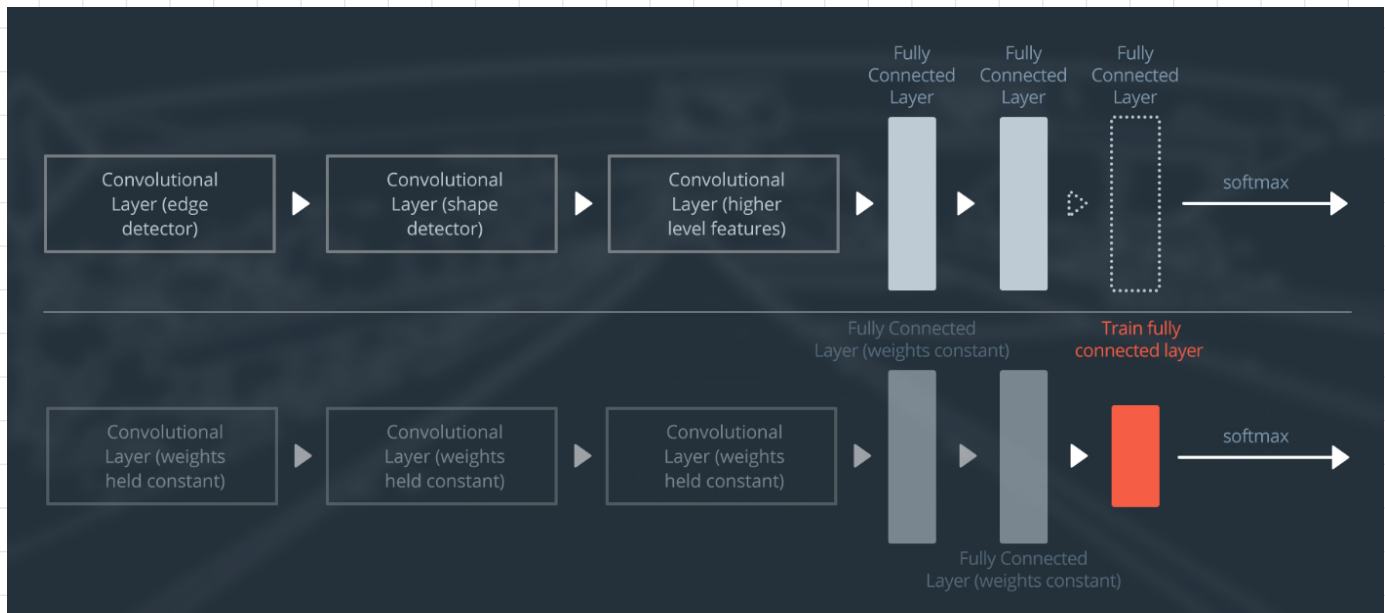 Fully
Connected
Layer
Fully
Connected
Layer
Fully
Connected
Layer
Convolutional
Layer (edge
detector)
Convolutional
Layer (shape
detector)
Convolutional
Layer (higher
level features)
softmax
Fully Connected
Layer (weights constant)
Train fully
connected layer
Convolutional
Layer (weights
held constant)
Convolutional
Layer (weights
held constant)
Convolutional
Layer (weights
held constant)
softmax
Fully Connected
Layer (weights constant)